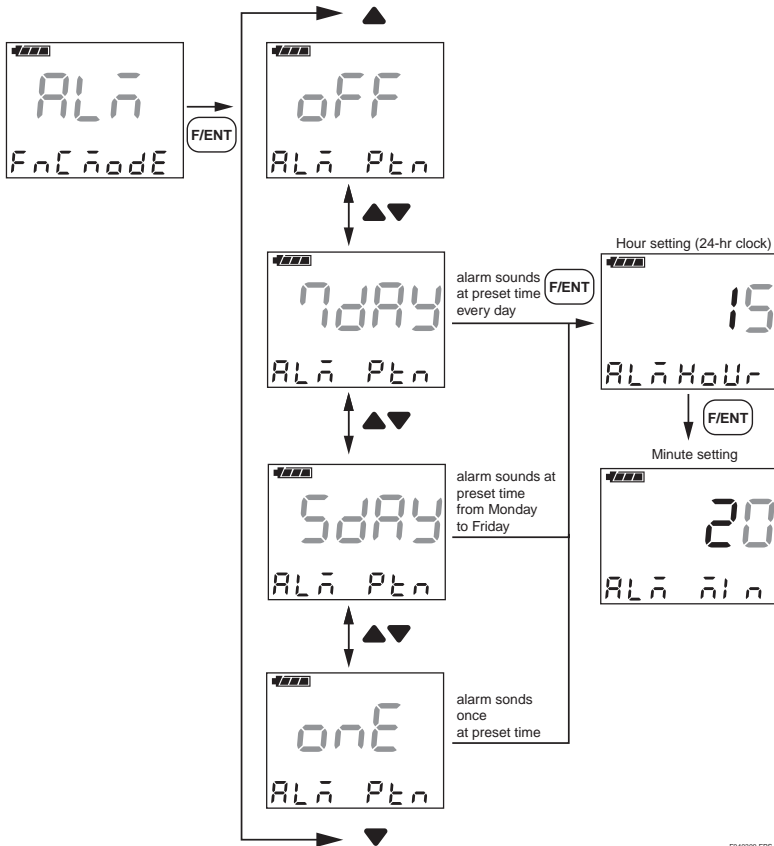 ALM
FnC modE
F/ENT
oFF
ALM Ptn
7dAY
ALM Ptn
alarm sounds
at preset time
every day
F/ENT
Hour setting (24-hr clock)
15
ALM HoUr
F/ENT
Minute setting
20
ALM mIn
5dAY
ALM Ptn
alarm sounds at
preset time
from Monday
to Friday
onE
ALM Ptn
alarm sonds
once
at preset time